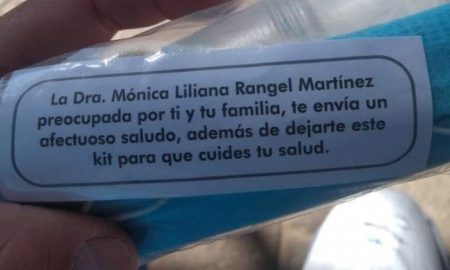 La Dra. Mónica Liliana Rangel Martínez
preocupada por ti y tu familia, te envía un
afectuoso saludo, además de dejarte este
kit para que cuides tu salud.